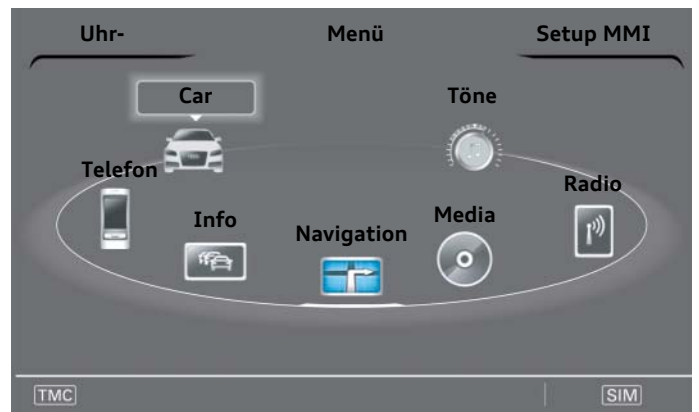 Uhr- Menü Setup MMI
Car Töne
Telefon Radio
Info Navigation Media
TMC SIM